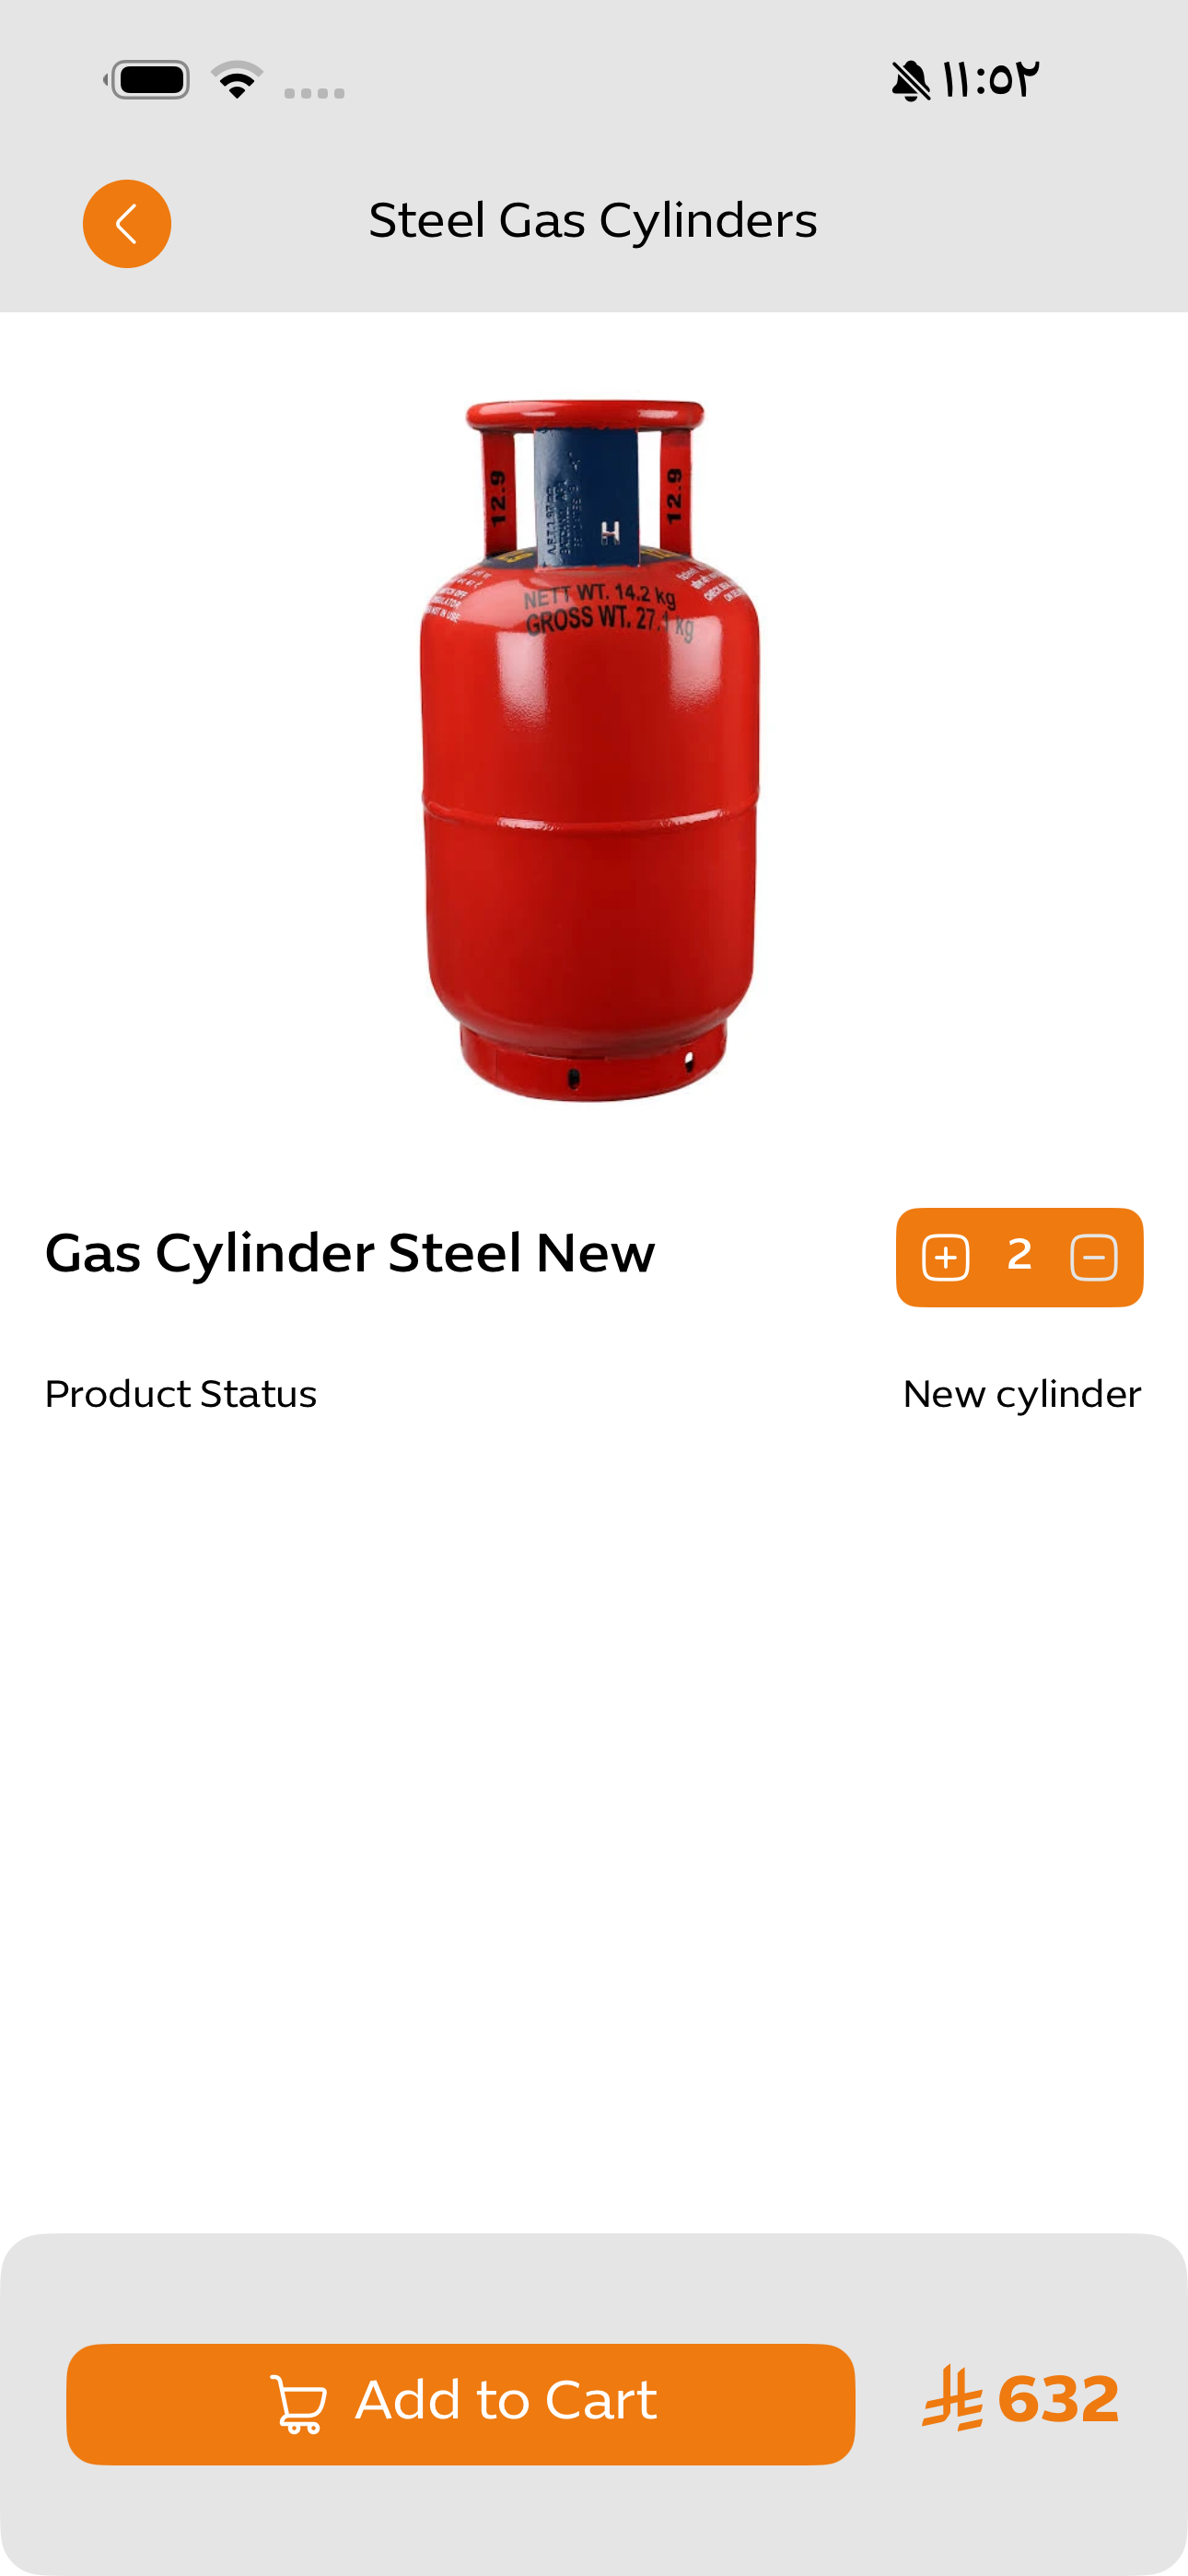 ١١:٥٢
Steel Gas Cylinders
12.9
12.9
H
NETT WT. 14.2 kg
GROSS WT. 27.1 kg
Gas Cylinder Steel New
2
Product Status
New cylinder
Add to Cart
632